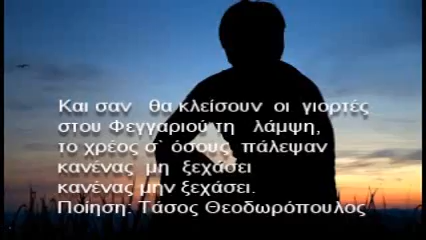 Και σαν θα κλείσουν οι γιορτές
στου Φεγγαριού τη λάμψη,
το χρέος σ` όσους πάλεψαν
κανένας μη ξεχάσει
κανένας μην ξεχάσει.
Ποίηση: Τάσος Θεοδωρόπουλος